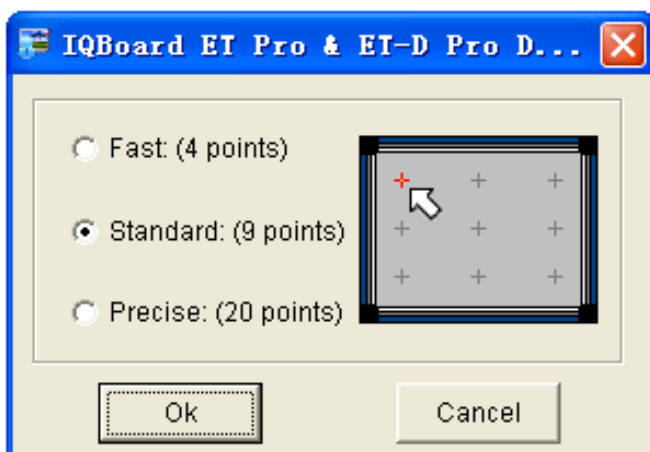 IQBoard ET Pro & ET-D Pro D...
Fast: (4 points)
Standard: (9 points)
Precise: (20 points)
Ok
Cancel